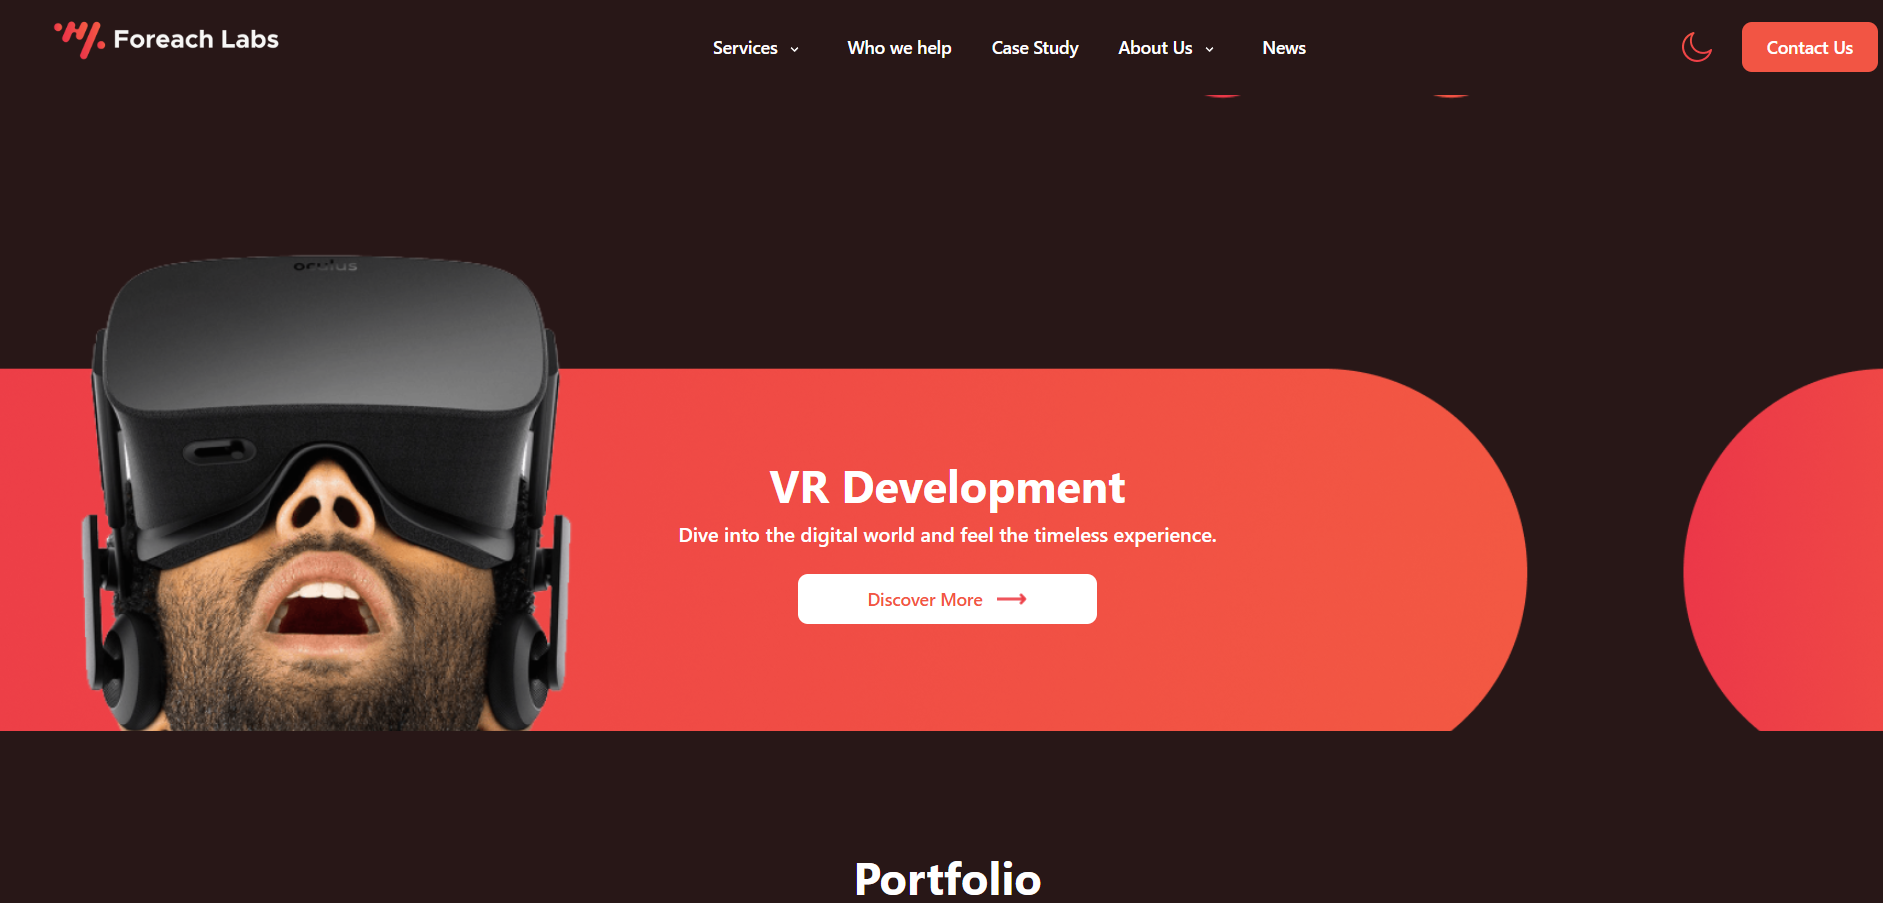 Foreach Labs
Services
Who we help
Case Study
About Us
News
Contact Us
oculus
VR Development
Dive into the digital world and feel the timeless experience.
Discover More
Portfolio